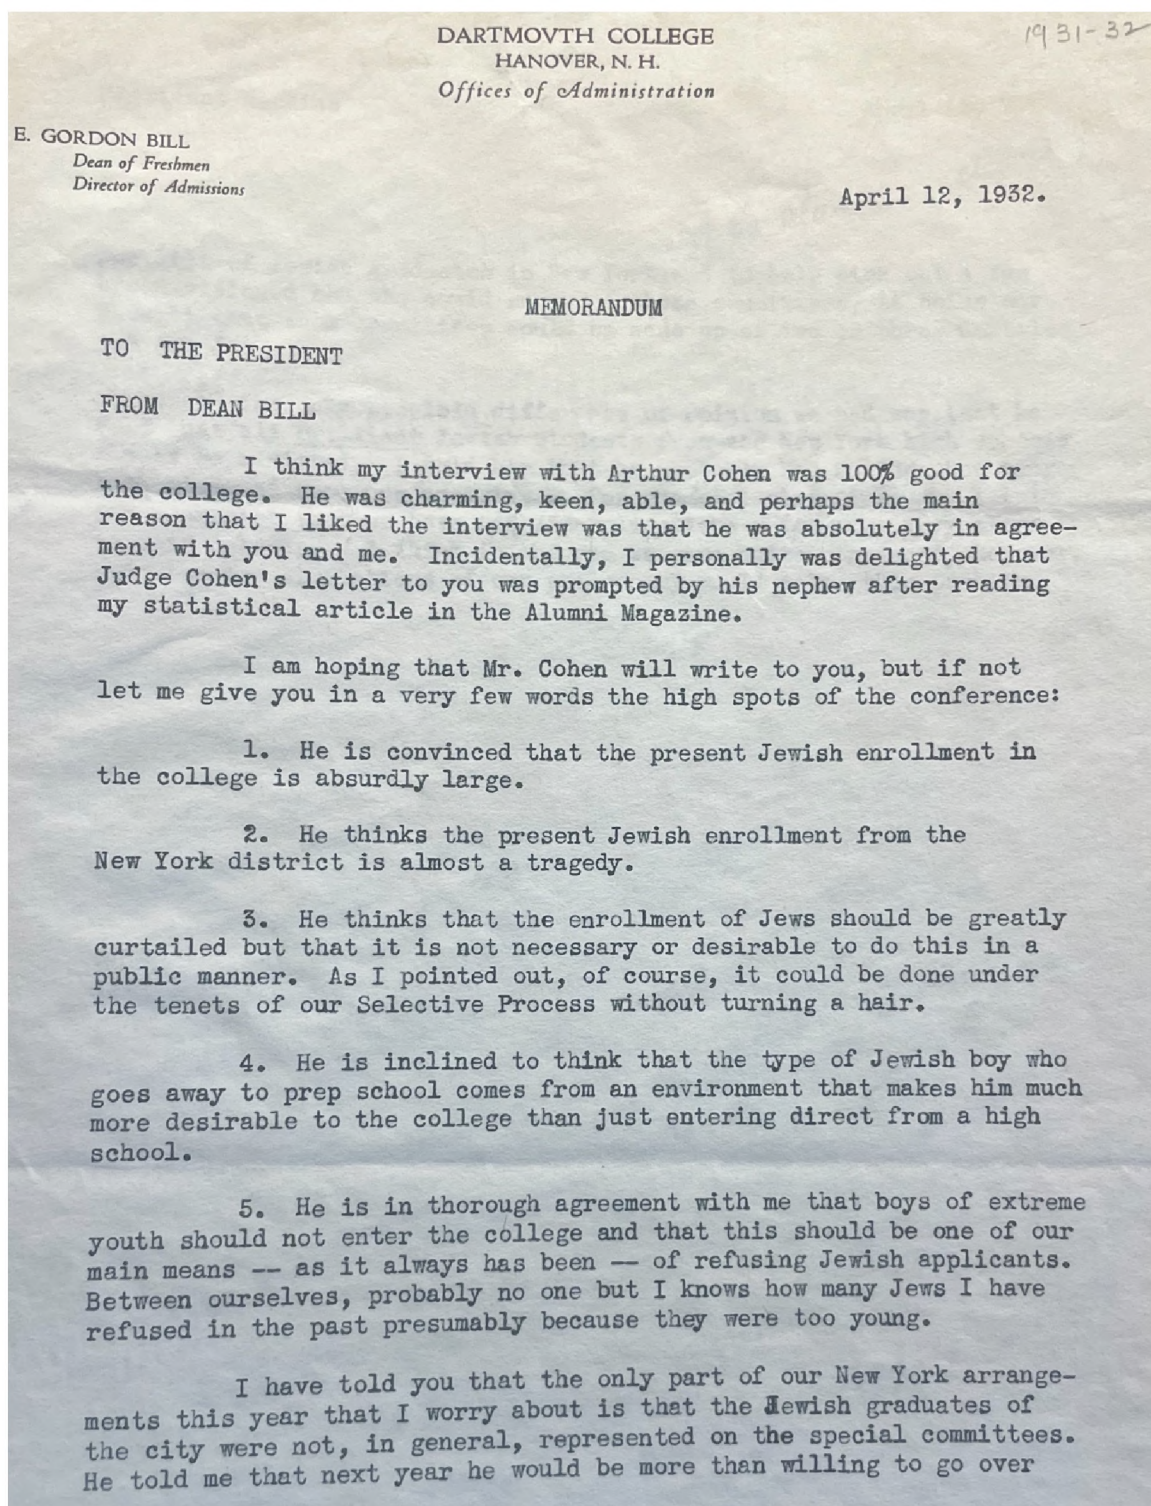 DARTMOVTH COLLEGE
1931-32
HANOVER, N. H.
Offices of Administration
E. GORDON BILL
Dean of Freshmen
Director of Admissions
April 12, 1932.
MEMORANDUM
TO THE PRESIDENT
FROM DEAN BILL
I think my interview with Arthur Cohen was 100% good for
the college. He was charming, keen, able, and perhaps the main
reason that I liked the interview was that he was absolutely in agree-
ment with you and me. Incidentally, I personally was delighted that
Judge Cohen's letter to you was prompted by his nephew after reading
my statistical article in the Alumni Magazine.
I am hoping that Mr. Cohen will write to you, but if not
let me give you in a very few words the high spots of the conference:
1. He is convinced that the present Jewish enrollment in
the college is absurdly large.
2. He thinks the present Jewish enrollment from the
New York district is almost a tragedy.
3. He thinks that the enrollment of Jews should be greatly
curtailed but that it is not necessary or desirable to do this in a
public manner. As I pointed out, of course, it could be done under
the tenets of our Selective Process without turning a hair.
4. He is inclined to think that the type of Jewish boy who
goes away to prep school comes from an environment that makes him much
more desirable to the college than just entering direct from a high
school.
5. He is in thorough agreement with me that boys of extreme
youth should not enter the college and that this should be one of our
main means -- as it always has been -- of refusing Jewish applicants.
Between ourselves, probably no one but I knows how many Jews I have
refused in the past presumably because they were too young.
I have told you that the only part of our New York arrange-
ments this year that I worry about is that the Jewish graduates of
the city were not, in general, represented on the special committees.
He told me that next year he would be more than willing to go over